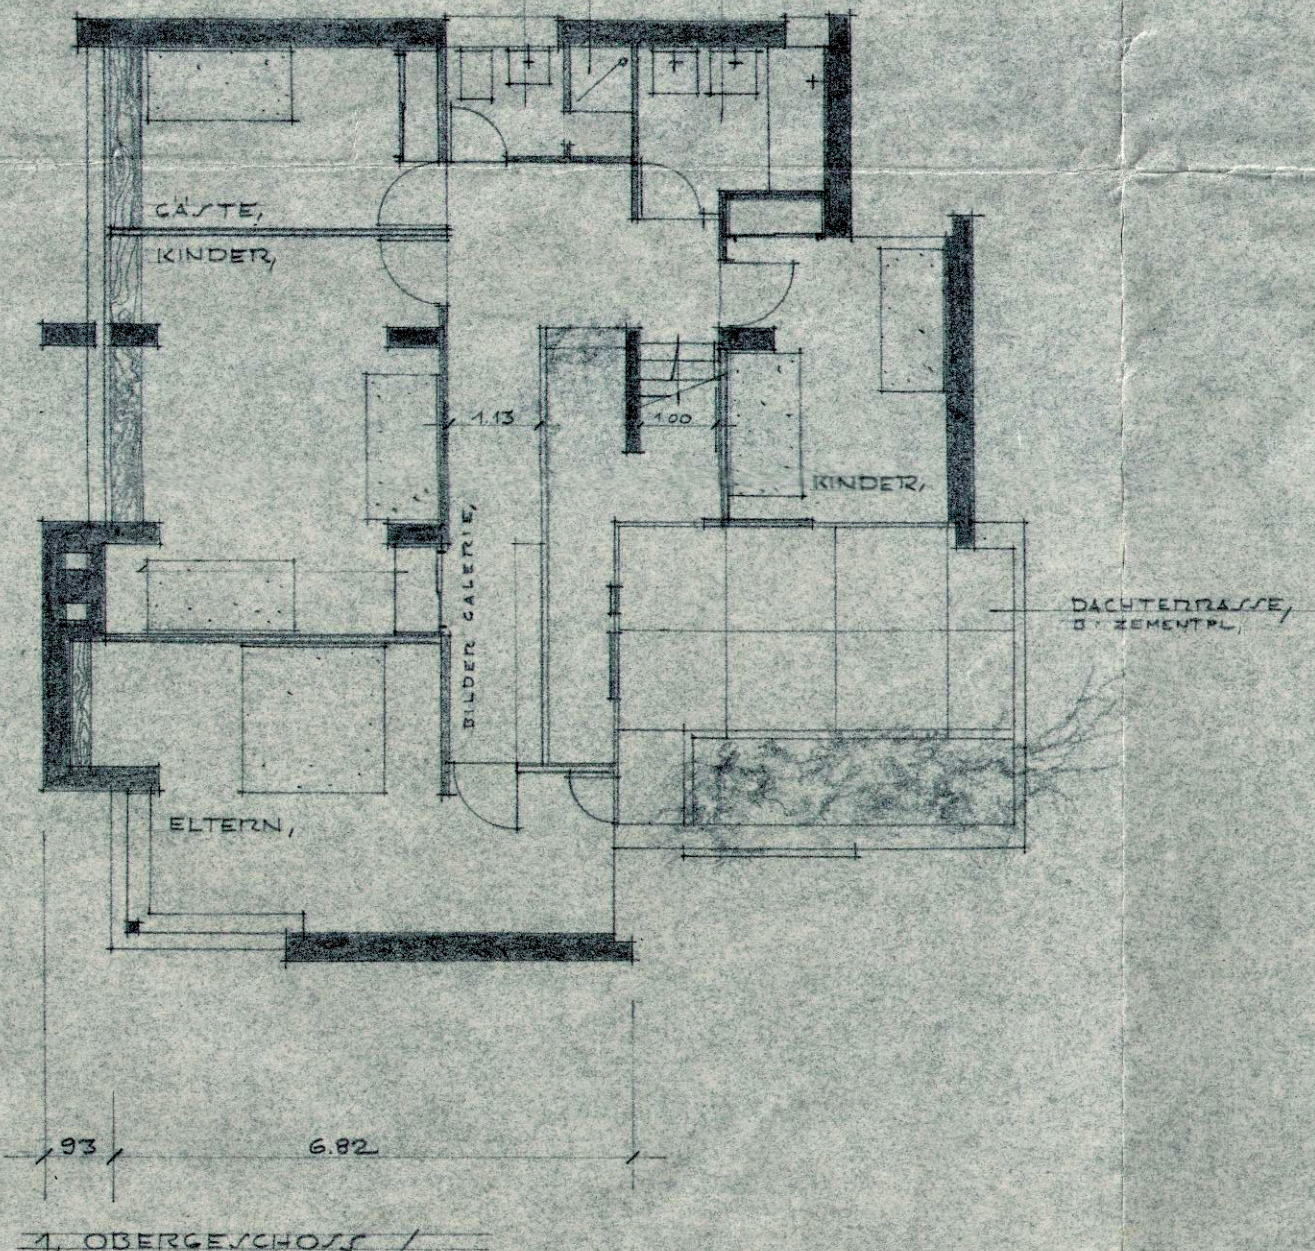 GÄSTE,
KINDER,
1.13
1.00
KINDER,
BILDER GALERIE,
DACHTERRASSE,
B. ZEMENTPL,
ELTERN,
93
6.82
1. OBERGESCHOSS